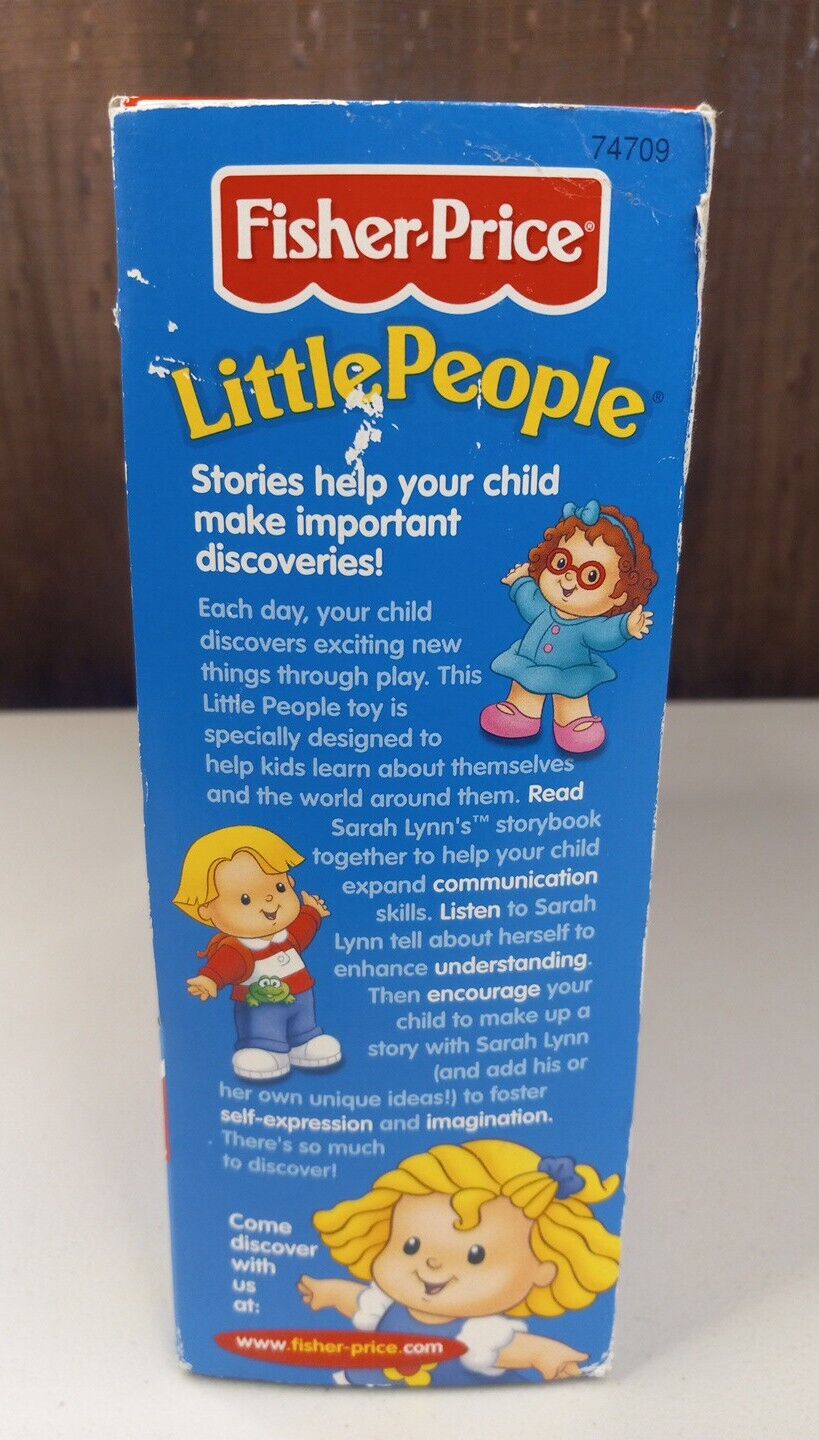 74709
Fisher-Price®
Little People®
Stories help your child
make important
discoveries!
Each day, your child
discovers exciting new
things through play. This
Little People toy is
specially designed to
help kids learn about themselves
and the world around them. Read
Sarah Lynn's™ storybook
together to help your child
expand communication
skills. Listen to Sarah
Lynn tell about herself to
enhance understanding.
Then encourage your
child to make up a
story with Sarah Lynn
(and add his or
her own unique ideas!) to foster
self-expression and imagination.
There's so much
to discover!
Come
discover
with
us
at:
www.fisher-price.com